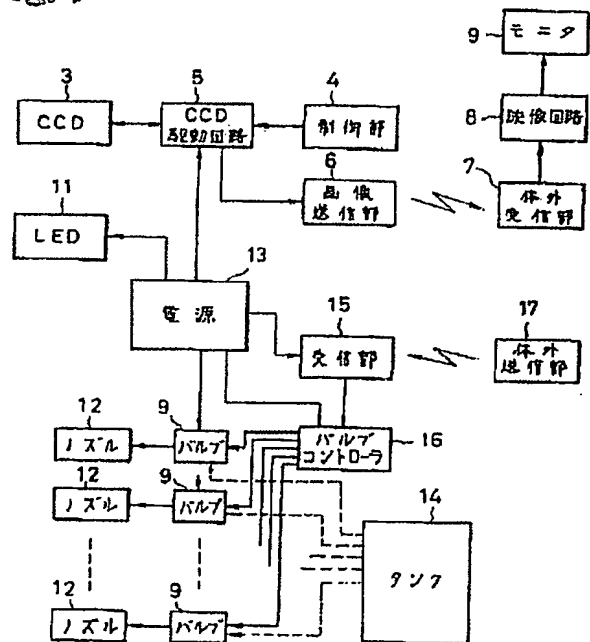 9
モニタ
3
5
4
8
映像回路
CCD
CCD
駆動回路
制御部
7
体外
受信部
6
画像
送信部
11
LED
13
電源
15
受信部
17
体外
送信部
12
9
ノズル
バルブ
バルブ
コントローラ
16
12
9
ノズル
バルブ
14
タンク
12
9
ノズル
バルブ